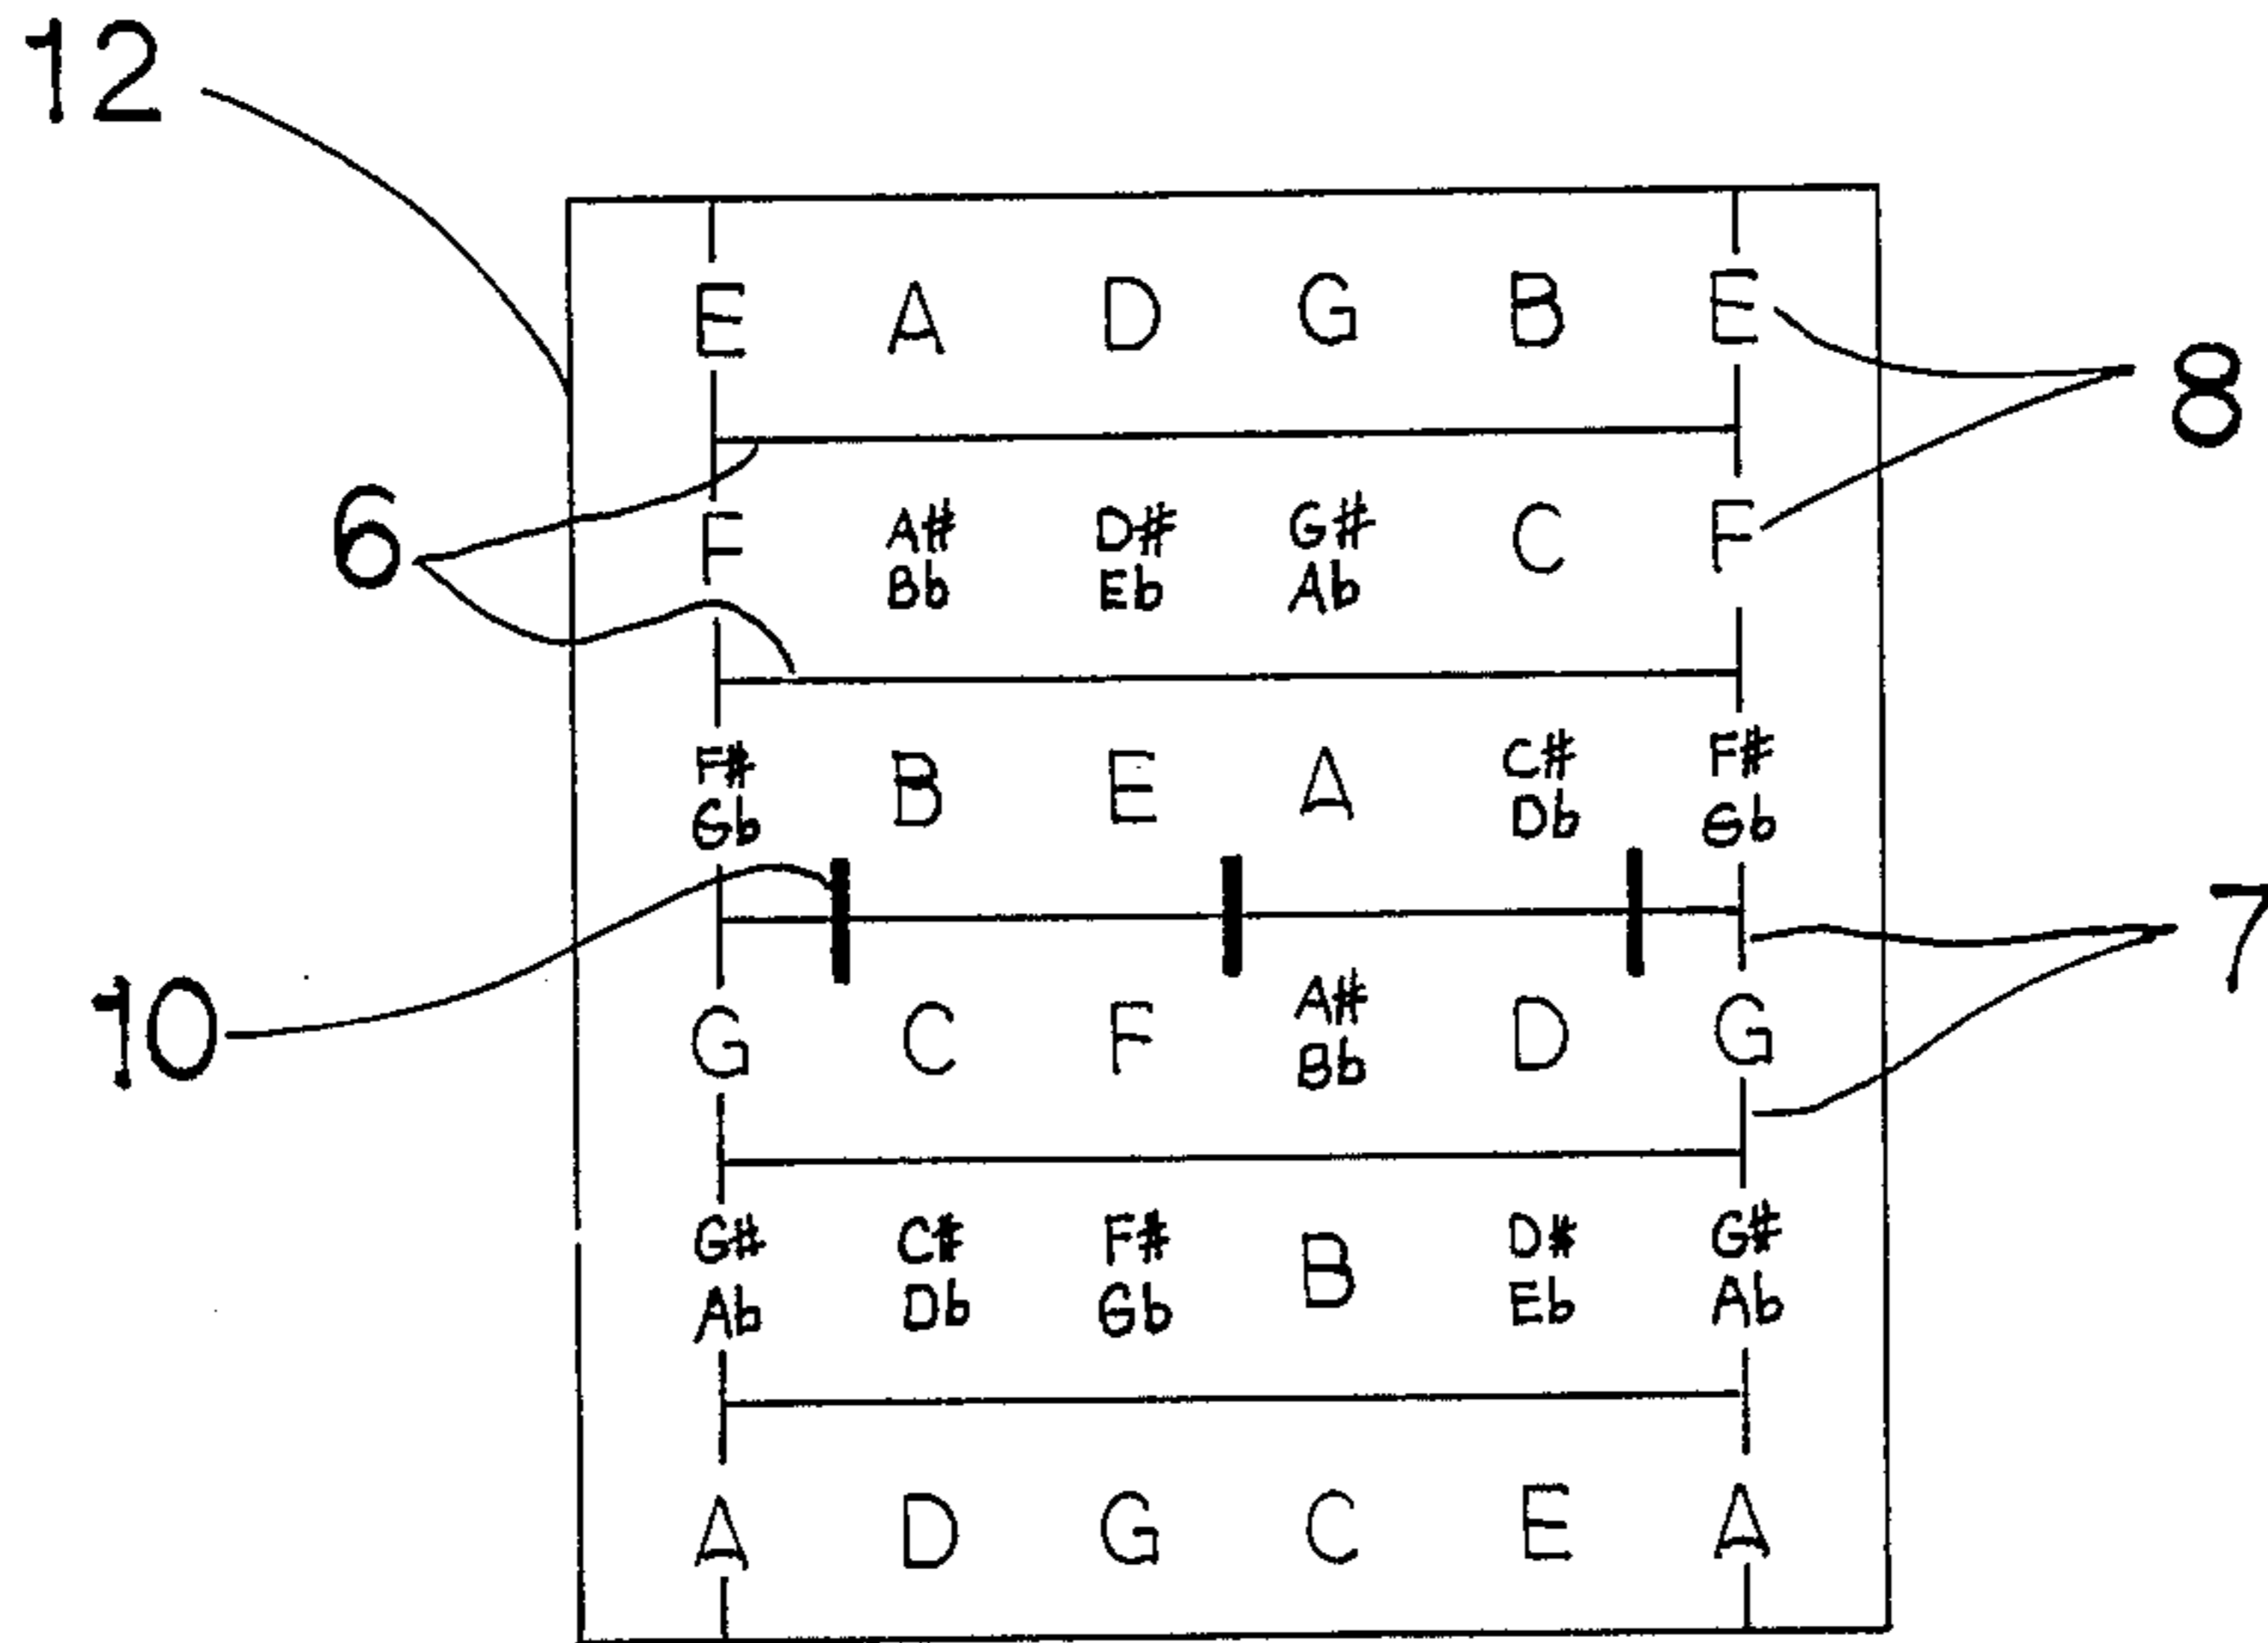 12
E A D G B E
8
F A# D# G# C F
Bb Eb Ab
6
F# B E A C# F#
Gb Db Gb
7
G C F A# D G
Bb
10
G# C# F# B D# G#
Ab Db Gb Eb Ab
A D G C E A